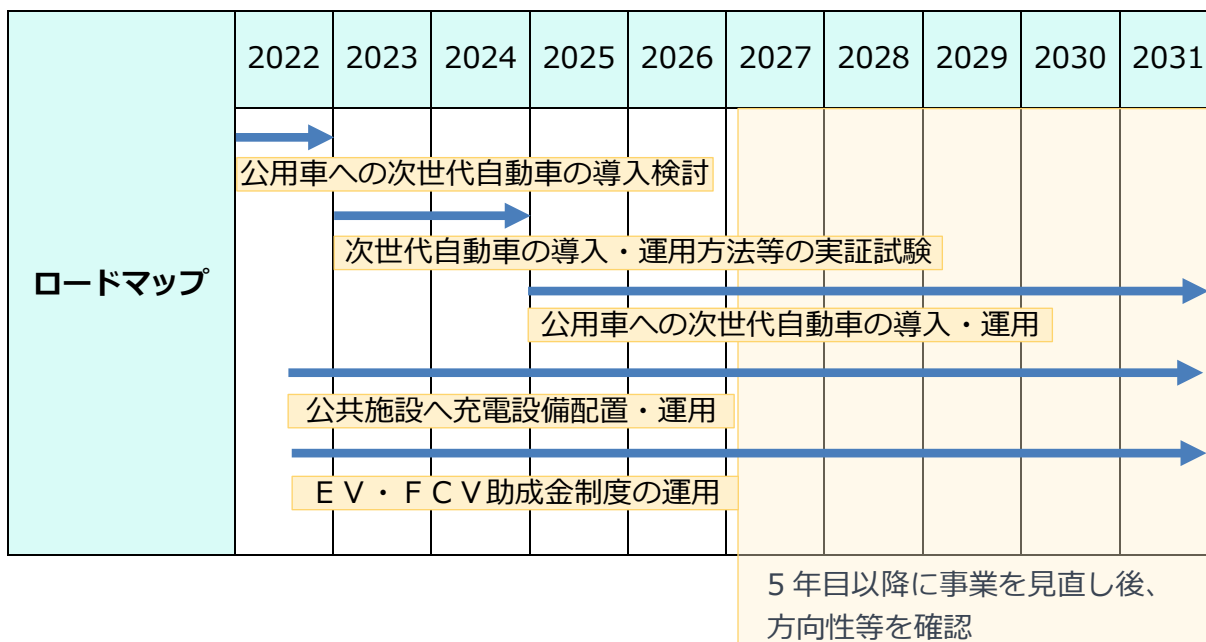 2022 2023 2024 2025 2026 2027 2028 2029 2030 2031
公用車への次世代自動車の導入検討
次世代自動車の導入・運用方法等の実証試験
ロードマップ
公用車への次世代自動車の導入・運用
公共施設へ充電設備配置・運用
ＥＶ・ＦＣＶ助成金制度の運用
5 年目以降に事業を見直し後、
方向性等を確認